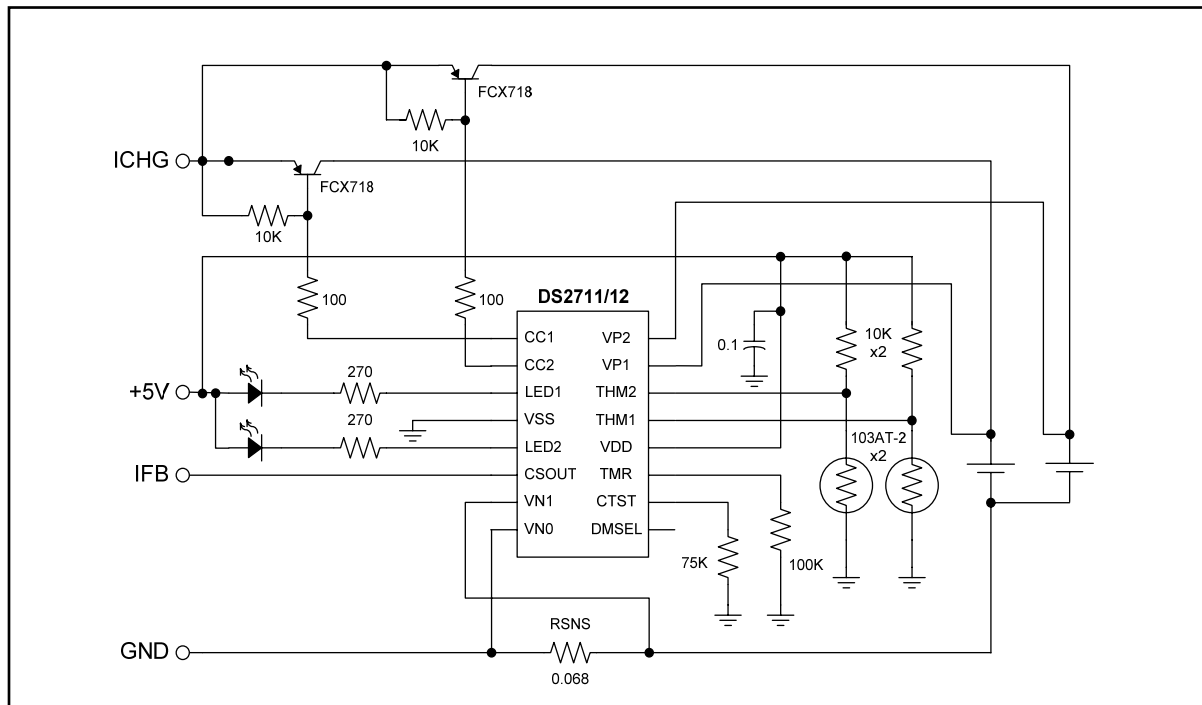 FCX718
10K
ICHG
FCX718
10K
100
100
DS2711/12
CC1
VP2
0.1
10K
x2
CC2
VP1
+5V
270
LED1
THM2
270
VSS
THM1
103AT-2
x2
LED2
VDD
IFB
CSOUT
TMR
VN1
CTST
VN0
DMSEL
75K
100K
RSNS
GND
0.068